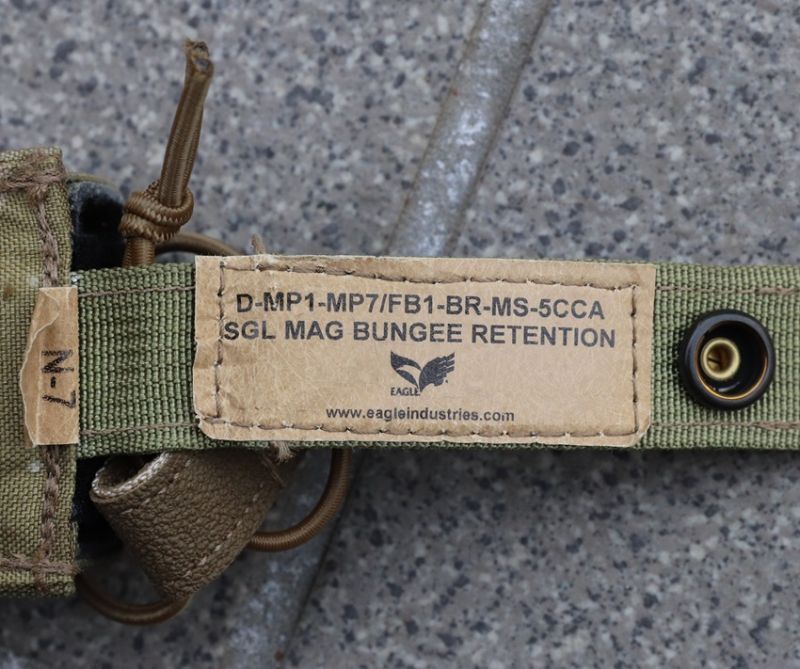 D-MP1-MP7/FB1-BR-MS-5CCA
SGL MAG BUNGEE RETENTION
EAGLE
www.eagleindustries.com
N-7